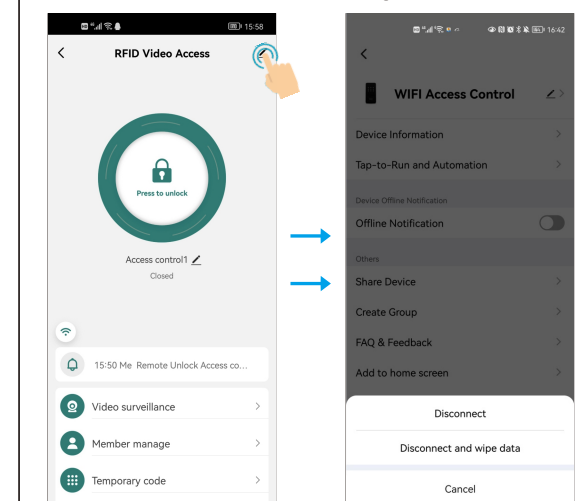 15:58
RFID Video Access
Press to unlock
Access control1
Closed
15:50 Me Remote Unlock Access co...
Video surveillance
Member manage
Temporary code
16:42
WIFI Access Control
Device Information
Tap-to-Run and Automation
Device Offline Notification
Offline Notification
Others
Share Device
Create Group
FAQ & Feedback
Add to home screen
Disconnect
Disconnect and wipe data
Cancel